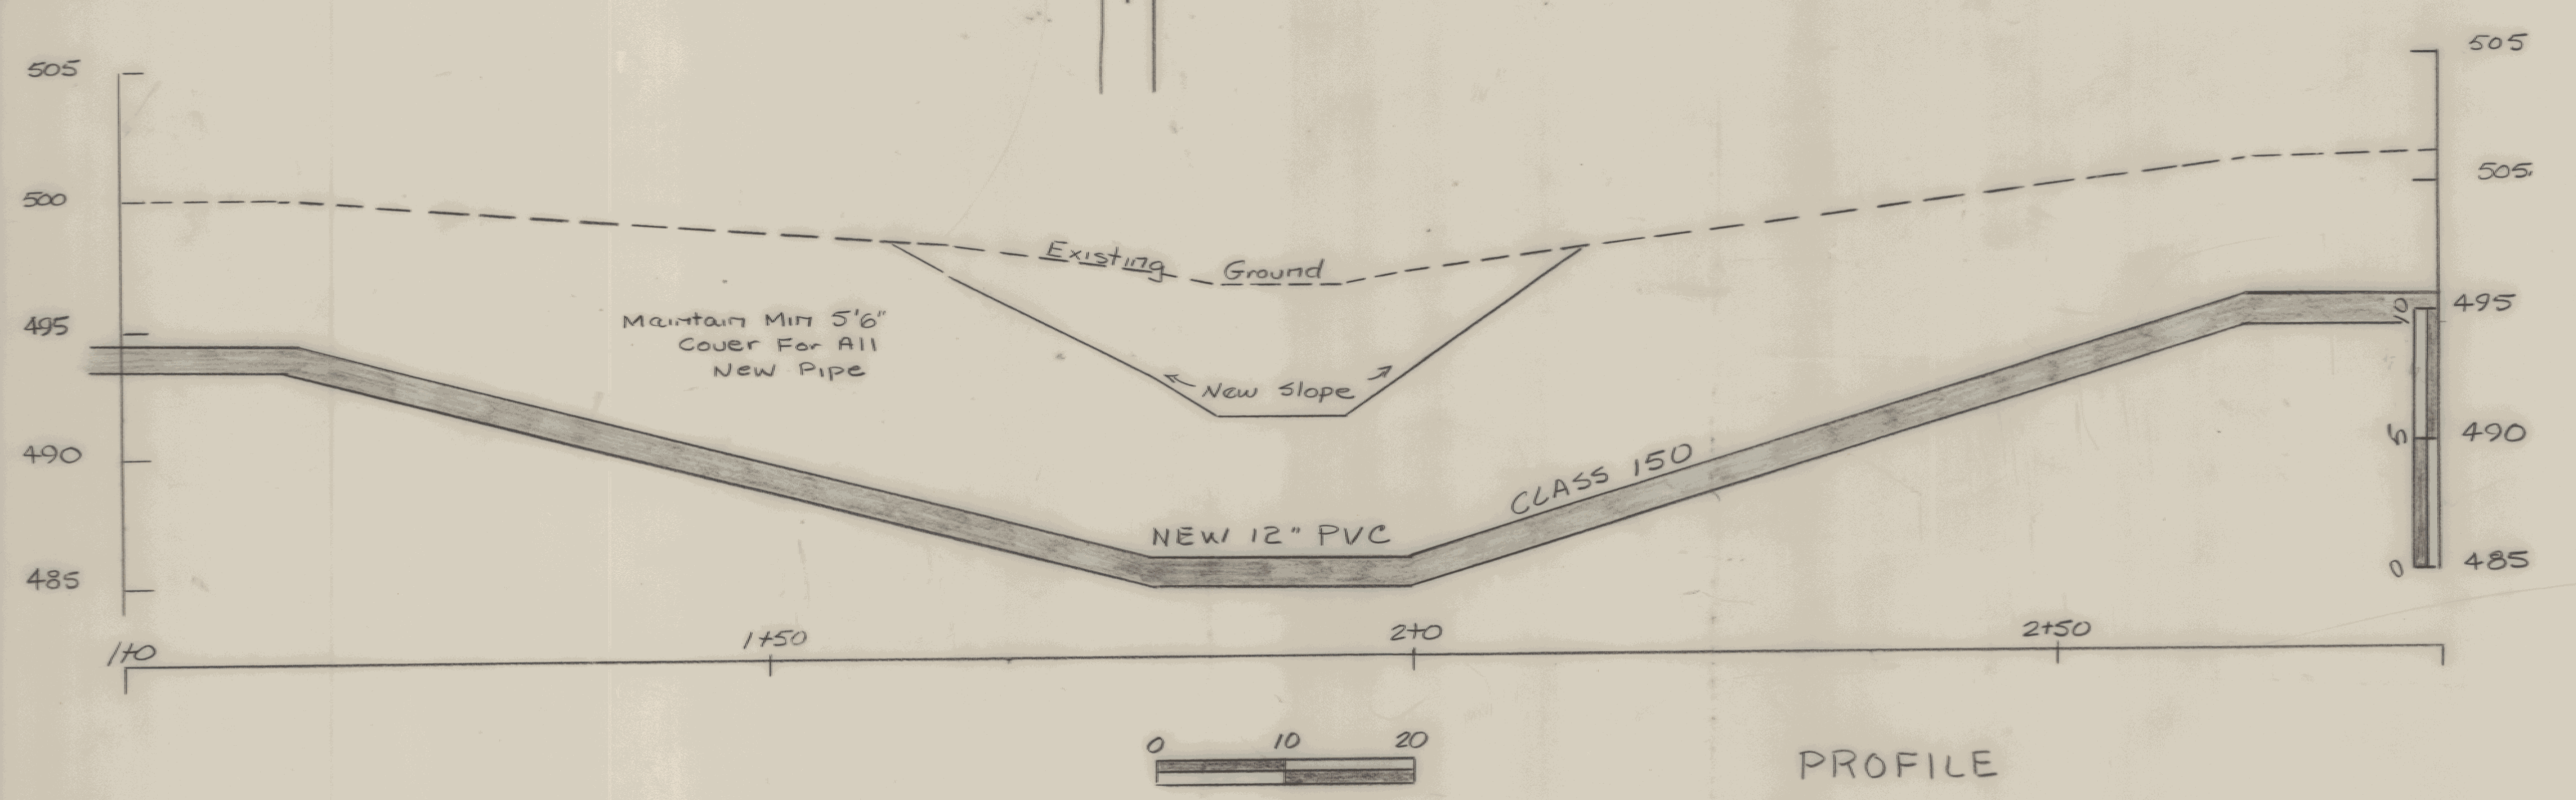 505
505
505.
500
Existing Ground
495
Maintain Min 5'6"
Cover For All
New Pipe
10
495
New Slope
5
490
490
CLASS 150
NEW 12" PVC
485
0
485
1+0
1+50
2+0
2+50
0 10 20
PROFILE